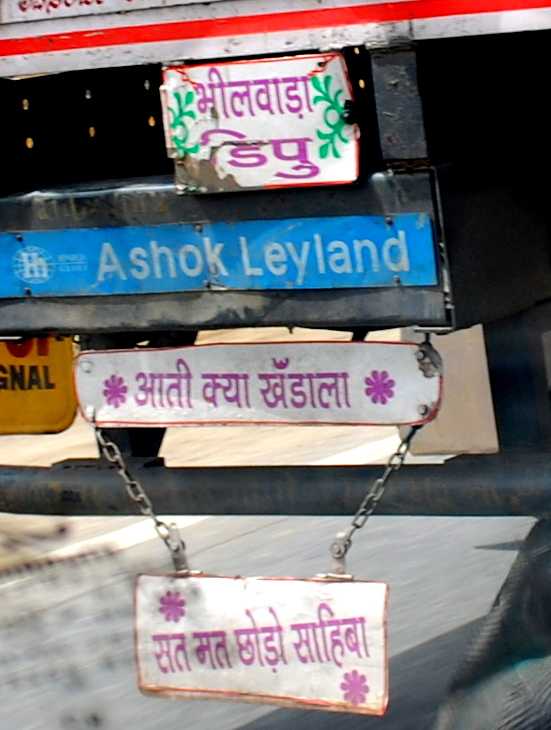 भीलवाड़ा
डिपु
Ashok Leyland
GNAL
आती क्या खँडाला
सत मत छोड़ो साहिबा